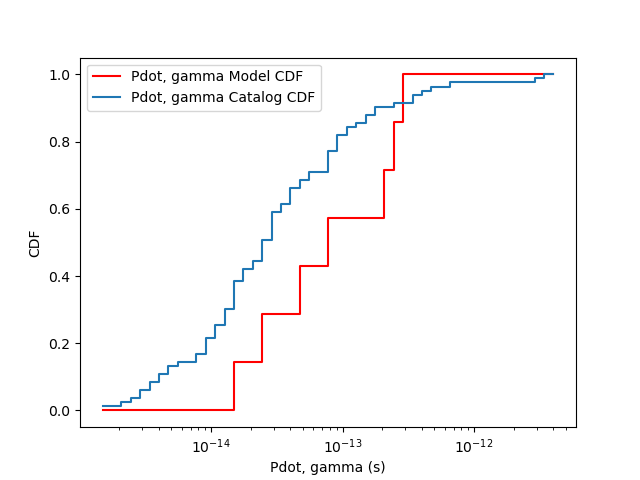 Pdot, gamma Model CDF
Pdot, gamma Catalog CDF
1.0
0.8
0.6
0.4
0.2
0.0
CDF
10⁻¹⁴ 10⁻¹³ 10⁻¹²
Pdot, gamma (s)